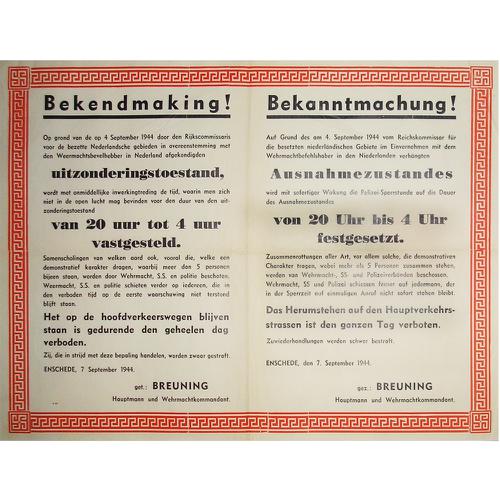 Bekendmaking!
Op grond van de op 4 September 1944 door den Rijkscommissaris
voor de bezette Nederlandsche gebieden in overeenstemming met
den Weermachtsbevelhebber in Nederland afgekondigden
uitzonderingstoestand,
wordt met onmiddellijke inwerkingtreding de tijd, waarin men zich
niet in de open lucht mag bevinden voor den duur van den uit-
zonderingstoestand
van 20 uur tot 4 uur
vastgesteld.
Samenscholingen van welken aard ook, vooral die, welke een
demonstratief karakter dragen, waarbij meer dan 5 personen
bijeen staan, worden door Wehrmacht, S.S. en politie beschoten.
Weermacht, S.S. en politie schieten verder op iedereen, die in
den verboden tijd op de eerste waarschuwing niet terstond
blijft staan.
Het op de hoofdverkeerswegen blijven
staan is gedurende den geheelen dag
verboden.
Zij, die in strijd met deze bepaling handelen, worden zwaar gestraft.
ENSCHEDE, 7 September 1944.
get.: BREUNING
Hauptmann und Wehrmachtkommandant.
Bekanntmachung!
Auf Grund des am 4. September 1944 vom Reichskommissar für
die besetzten niederländischen Gebiete im Einvernehmen mit dem
Wehrmachtbefehlshaber in den Niederlanden verhängten
Ausnahmezustandes
wird mit sofortiger Wirkung die Polizei-Sperrstunde auf die Dauer
des Ausnahmezustandes
von 20 Uhr bis 4 Uhr
festgesetzt.
Zusammenrottungen aller Art, vor allem solche, die demonstrativen
Charakter tragen, wobei mehr als 5 Personen zusammen stehen,
werden von Wehrmacht-, SS- und Polizeiverbänden beschossen.
Wehrmacht, SS und Polizei schiessen ferner auf jedermann, der
in der Sperrzeit auf einmaligen Anruf nicht sofort stehen bleibt.
Das Herumstehen auf den Hauptverkehrs-
strassen ist den ganzen Tag verboten.
Zuwiederhandlungen werden schwer bestraft.
ENSCHEDE, den 7. September 1944.
gez.: BREUNING
Hauptmann und Wehrmachtkommandant.